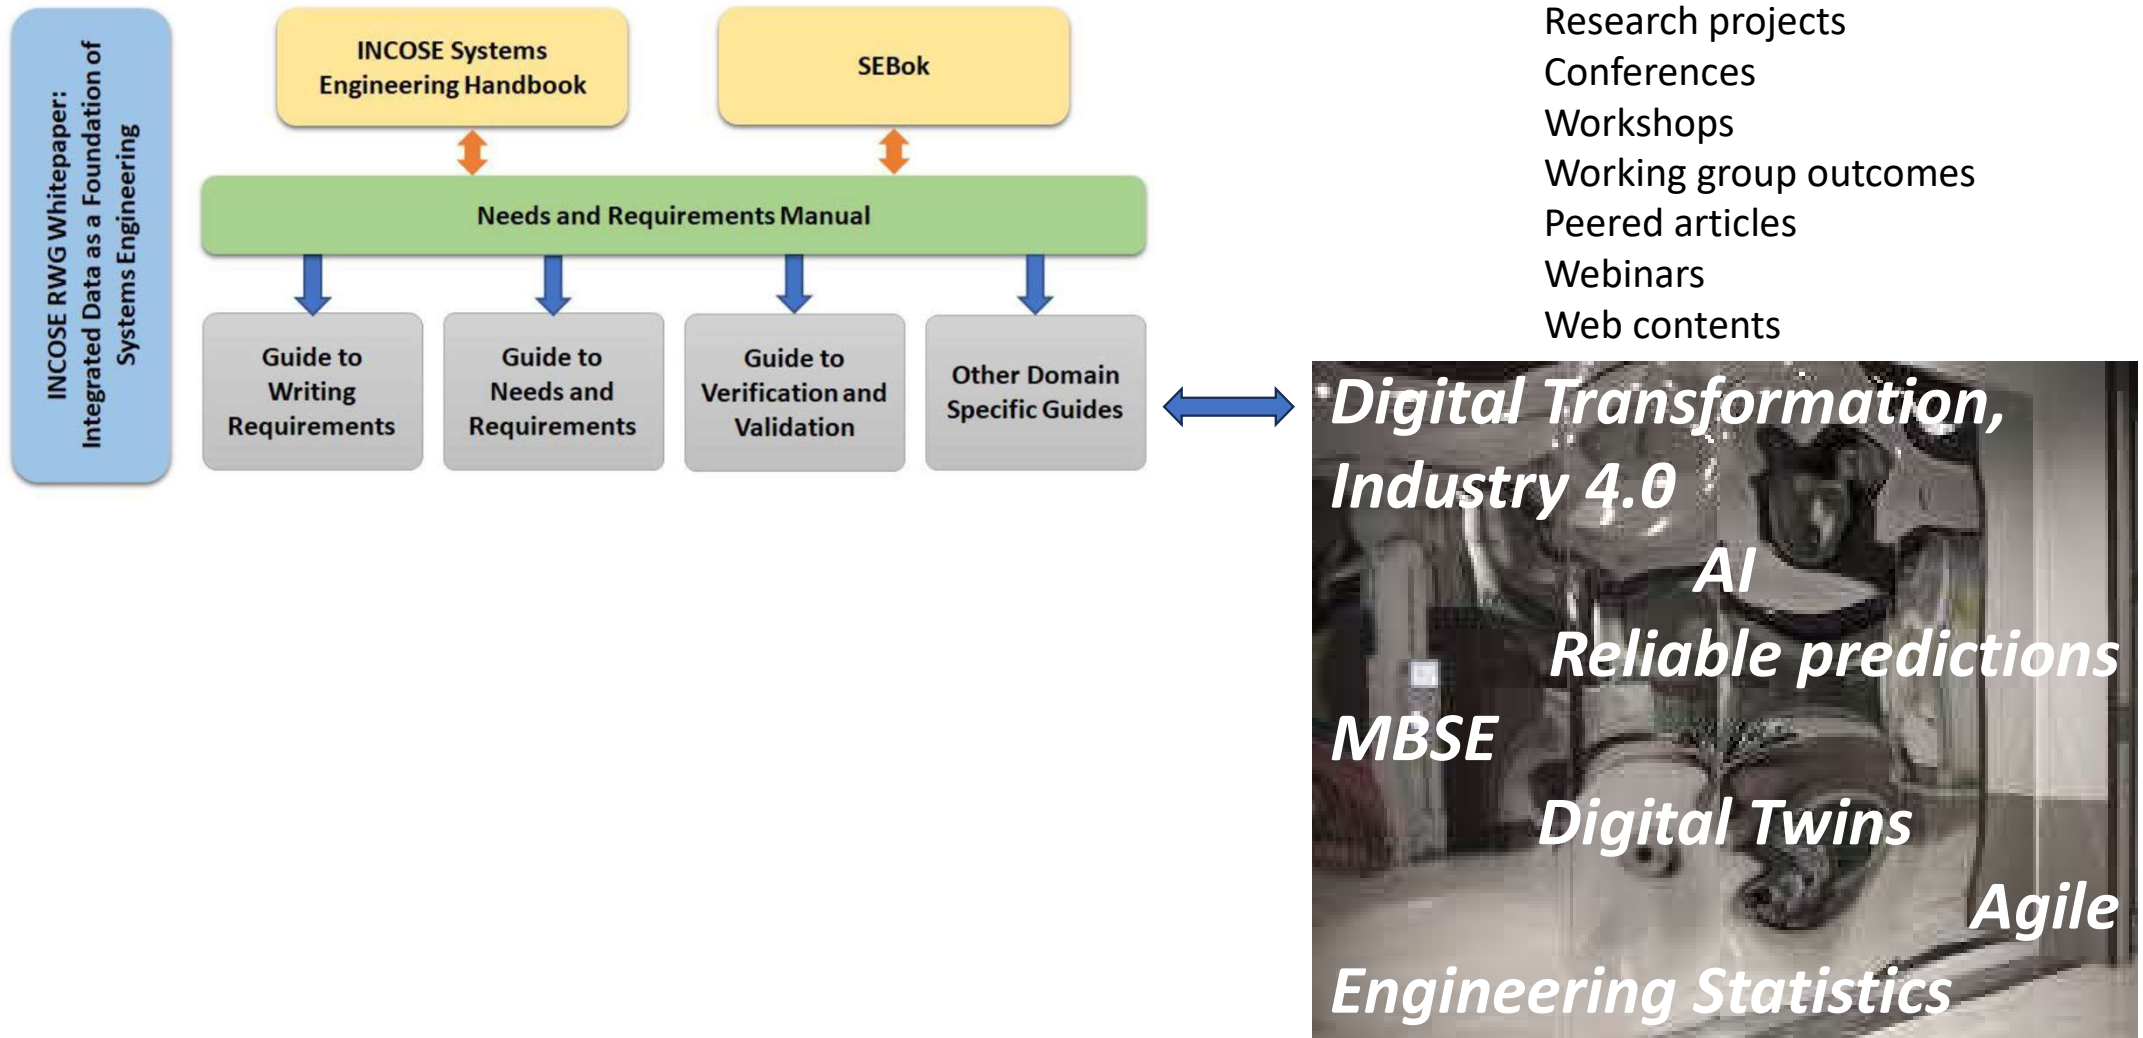 INCOSE RWG Whitepaper:
Integrated Data as a Foundation of
Systems Engineering
INCOSE Systems
Engineering Handbook
SEBok
Needs and Requirements Manual
Guide to
Writing
Requirements
Guide to
Needs and
Requirements
Guide to
Verification and
Validation
Other Domain
Specific Guides
Research projects
Conferences
Workshops
Working group outcomes
Peered articles
Webinars
Web contents
Digital Transformation,
Industry 4.0
AI
Reliable predictions
MBSE
Digital Twins
Agile
Engineering Statistics